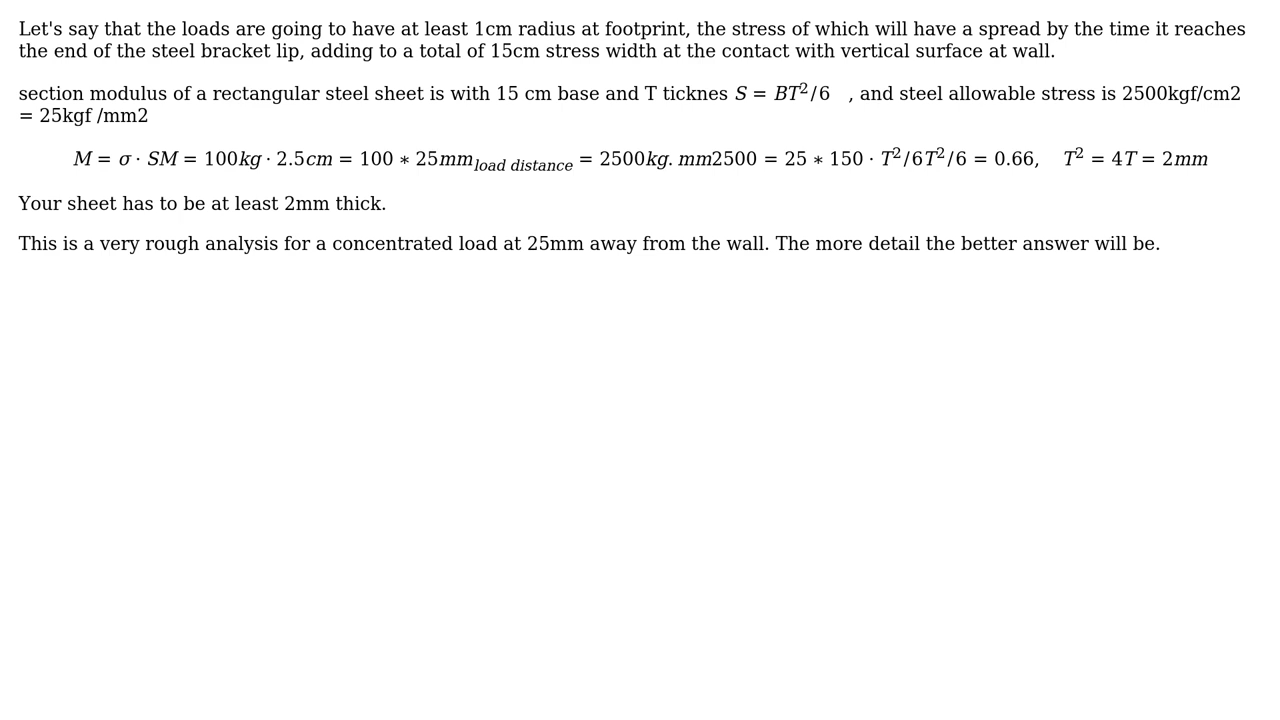 Let's say that the loads are going to have at least 1cm radius at footprint, the stress of which will have a spread by the time it reaches
the end of the steel bracket lip, adding to a total of 15cm stress width at the contact with vertical surface at wall.
section modulus of a rectangular steel sheet is with 15 cm base and T ticknes S = BT²/6 , and steel allowable stress is 2500kgf/cm2
= 25kgf /mm2
M = σ · SM = 100kg · 2.5cm = 100 ∗ 25mm_load distance = 2500kg. mm2500 = 25 ∗ 150 · T²/6T²/6 = 0.66, T² = 4T = 2mm
Your sheet has to be at least 2mm thick.
This is a very rough analysis for a concentrated load at 25mm away from the wall. The more detail the better answer will be.